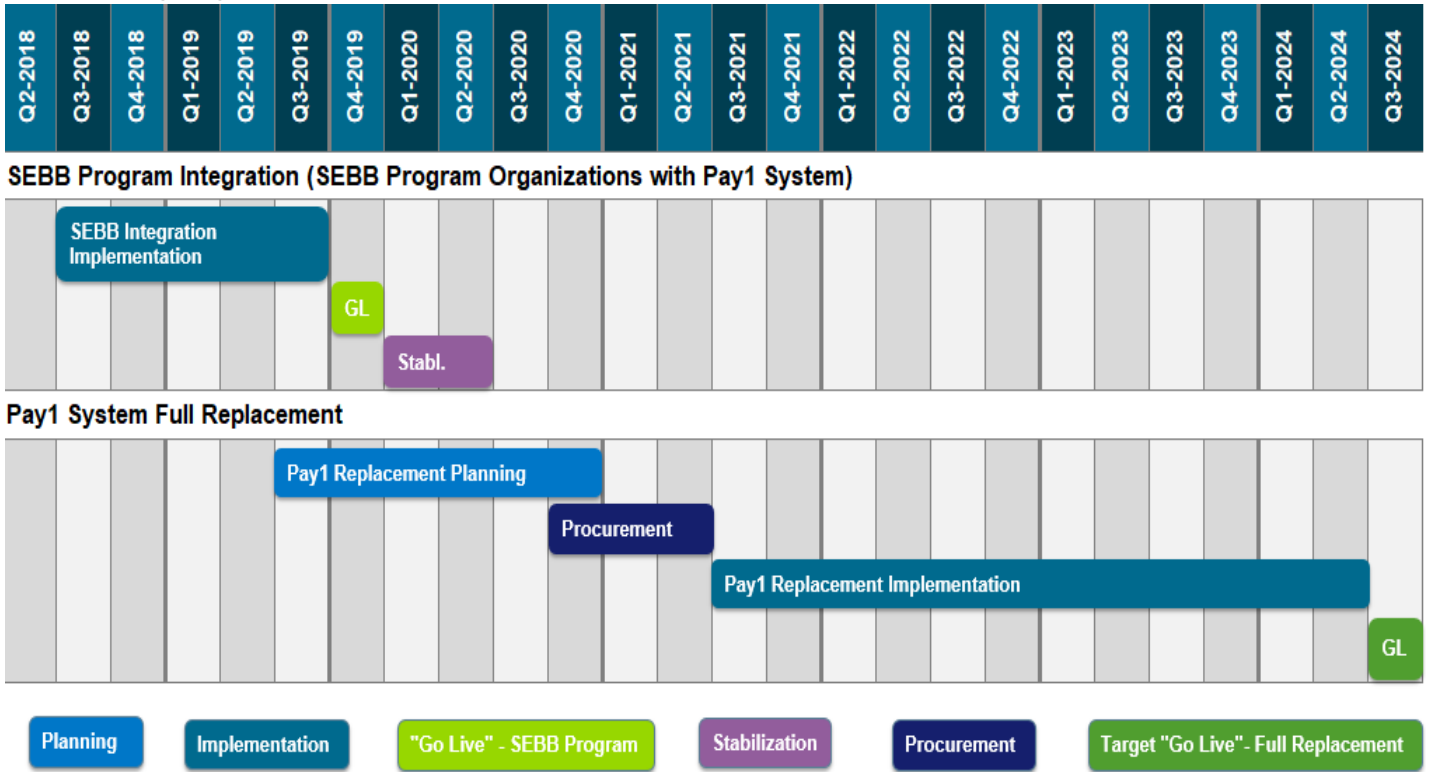 Q2-2018
Q3-2018
Q4-2018
Q1-2019
Q2-2019
Q3-2019
Q4-2019
Q1-2020
Q2-2020
Q3-2020
Q4-2020
Q1-2021
Q2-2021
Q3-2021
Q4-2021
Q1-2022
Q2-2022
Q3-2022
Q4-2022
Q1-2023
Q2-2023
Q3-2023
Q4-2023
Q1-2024
Q2-2024
Q3-2024
SEBB Program Integration (SEBB Program Organizations with Pay1 System)
SEBB Integration
Implementation
GL
Stabl.
Pay1 System Full Replacement
Pay1 Replacement Planning
Procurement
Pay1 Replacement Implementation
GL
Planning
Implementation
"Go Live" - SEBB Program
Stabilization
Procurement
Target "Go Live"- Full Replacement